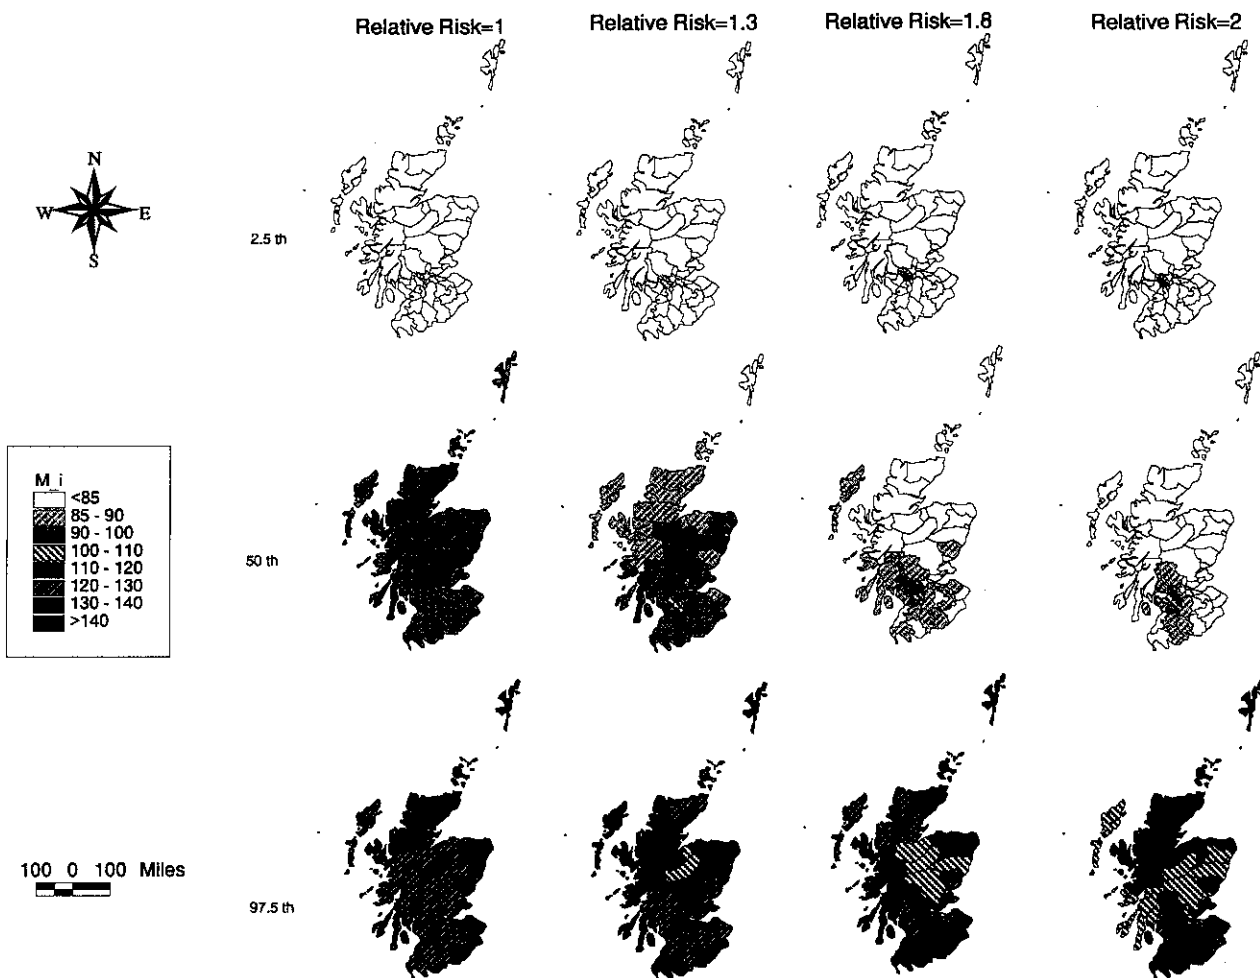 Relative Risk=1
Relative Risk=1.3
Relative Risk=1.8
Relative Risk=2
N
W
E
S
2.5 th
M_i
<85
85 - 90
90 - 100
100 - 110
110 - 120
120 - 130
130 - 140
>140
50 th
100 0 100 Miles
97.5 th